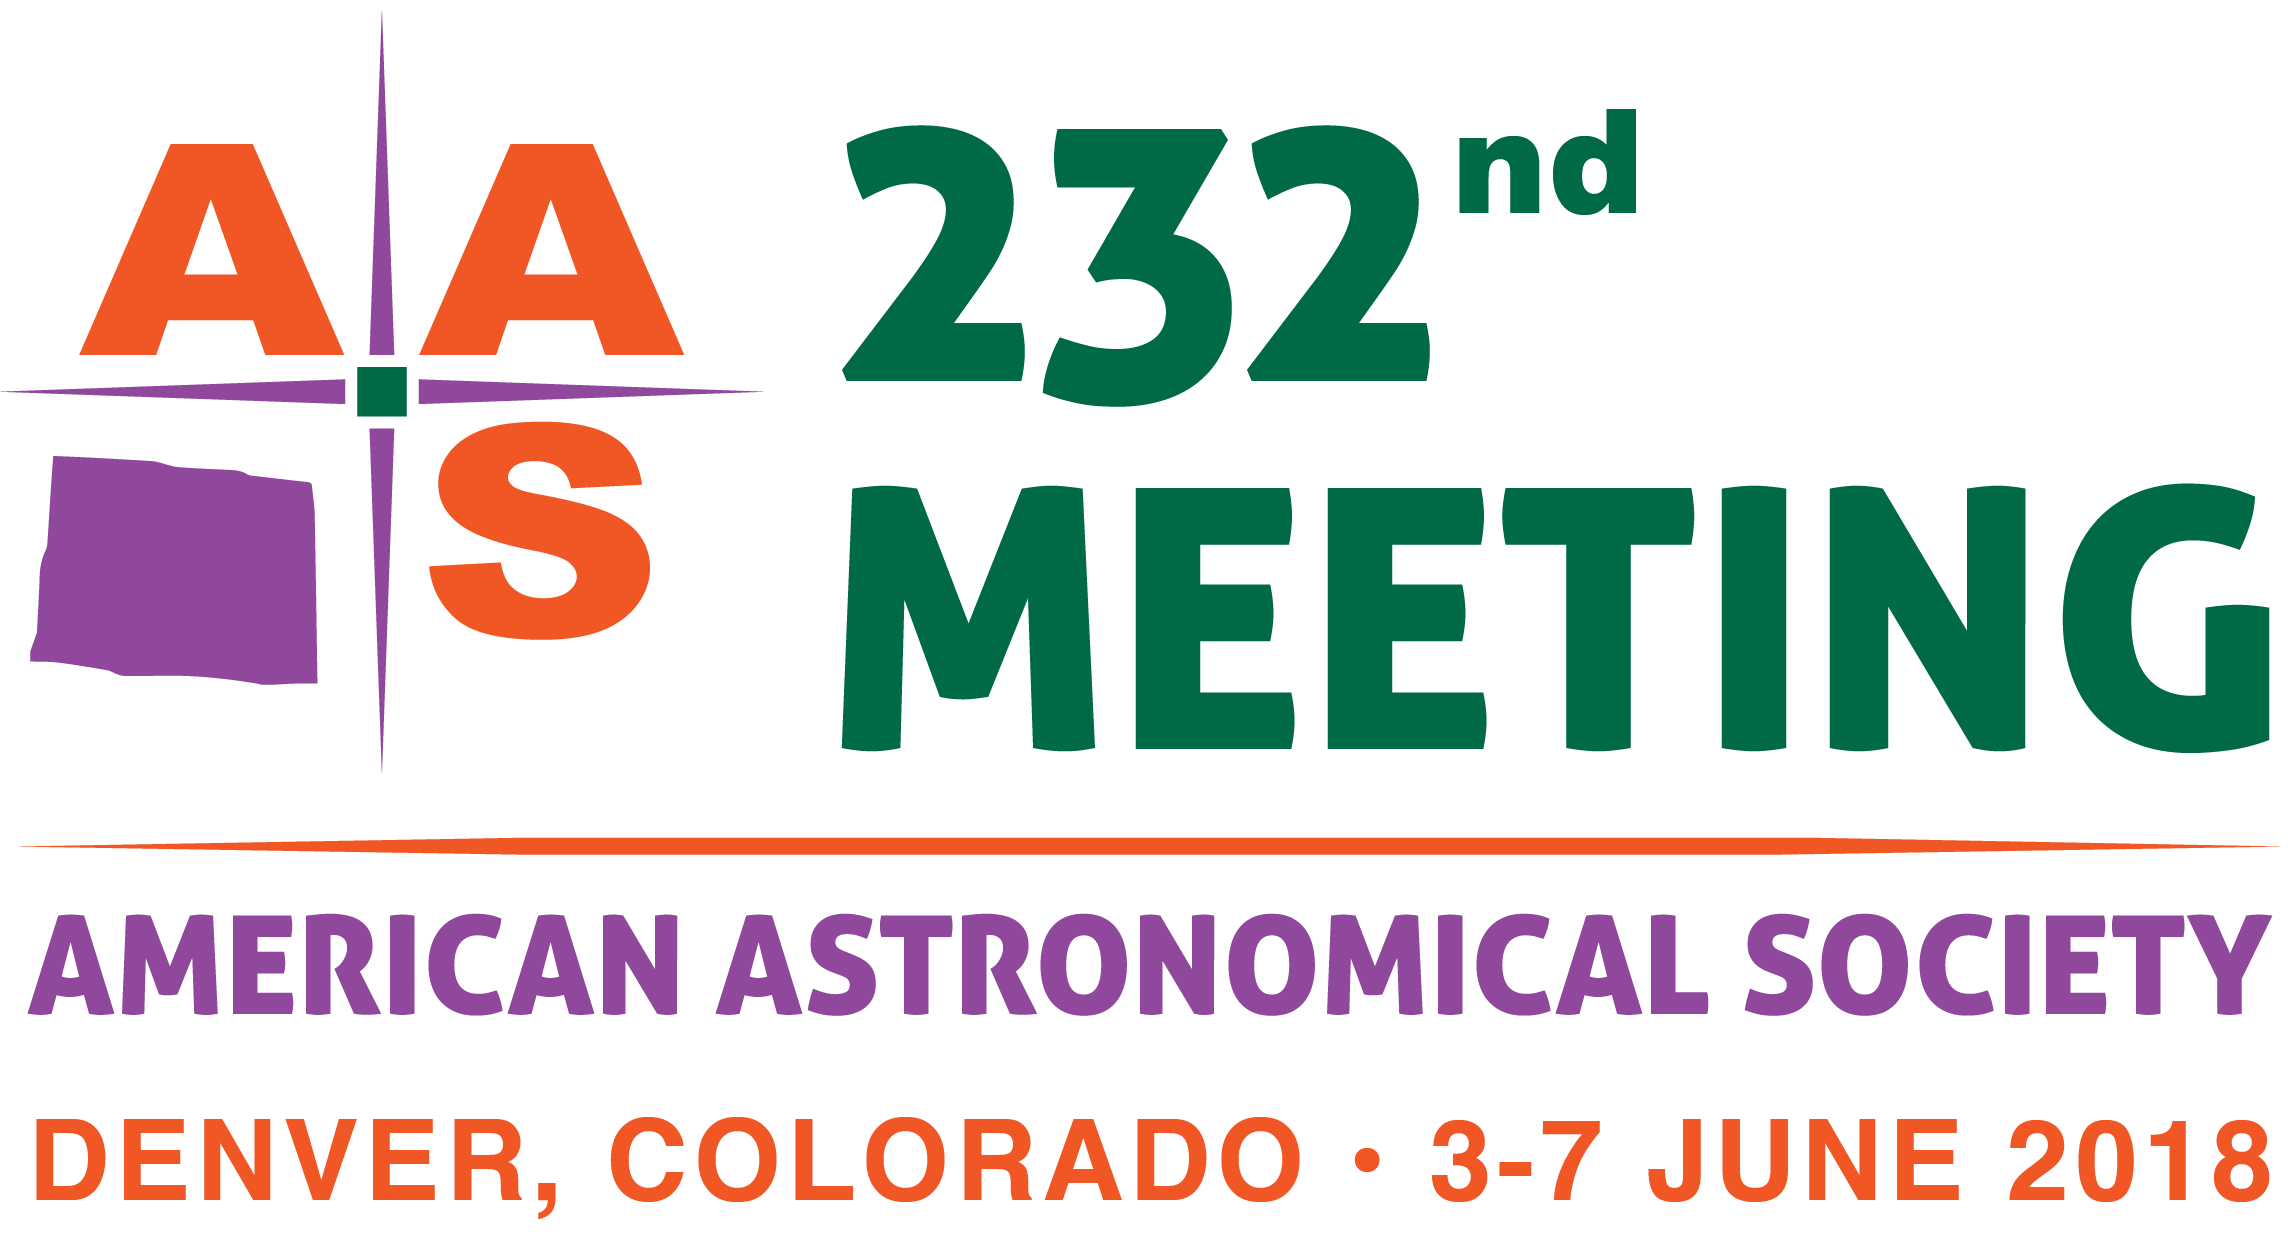 A A
S
232nd
MEETING
AMERICAN ASTRONOMICAL SOCIETY
DENVER, COLORADO • 3-7 JUNE 2018